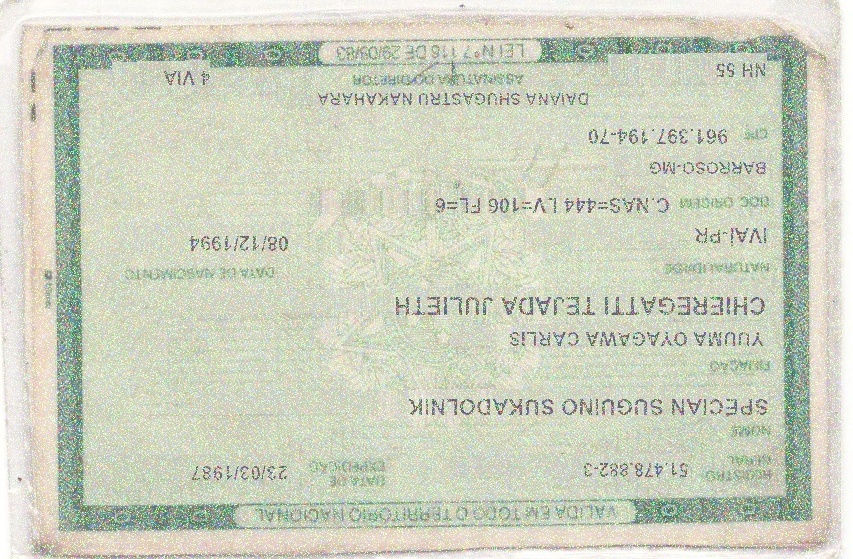 VALIDA EM TODO O TERRITORIO NACIONAL
REGISTRO GERAL 51.478.882-3 DATA DE EXPEDIÇÃO 23/03/1987
NOME
SPECIAN SUGUINO SUKADOLNIK
FILIAÇÃO
YUUMA OYAGAWA CARLIS
CHIEREGATTI TEJADA JULIETH
NATURALIDADE DATA DE NASCIMENTO
IVAÍ-PR 08/12/1994
DOC ORIGEM C.NAS=444 LV=106 FL=6
BARROSO-MG
CPF 961.397.194-70
DAIANA SHUGASTRU NAKAHARA
ASSINATURA DO DIRETOR
NH 55 4 VIA
LEI Nº 7.116 DE 29/08/83